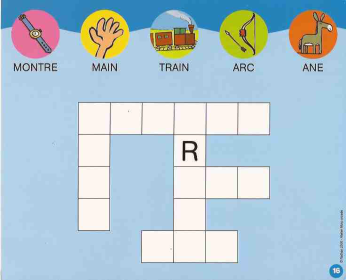 MONTRE MAIN TRAIN ARC ANE
R
16